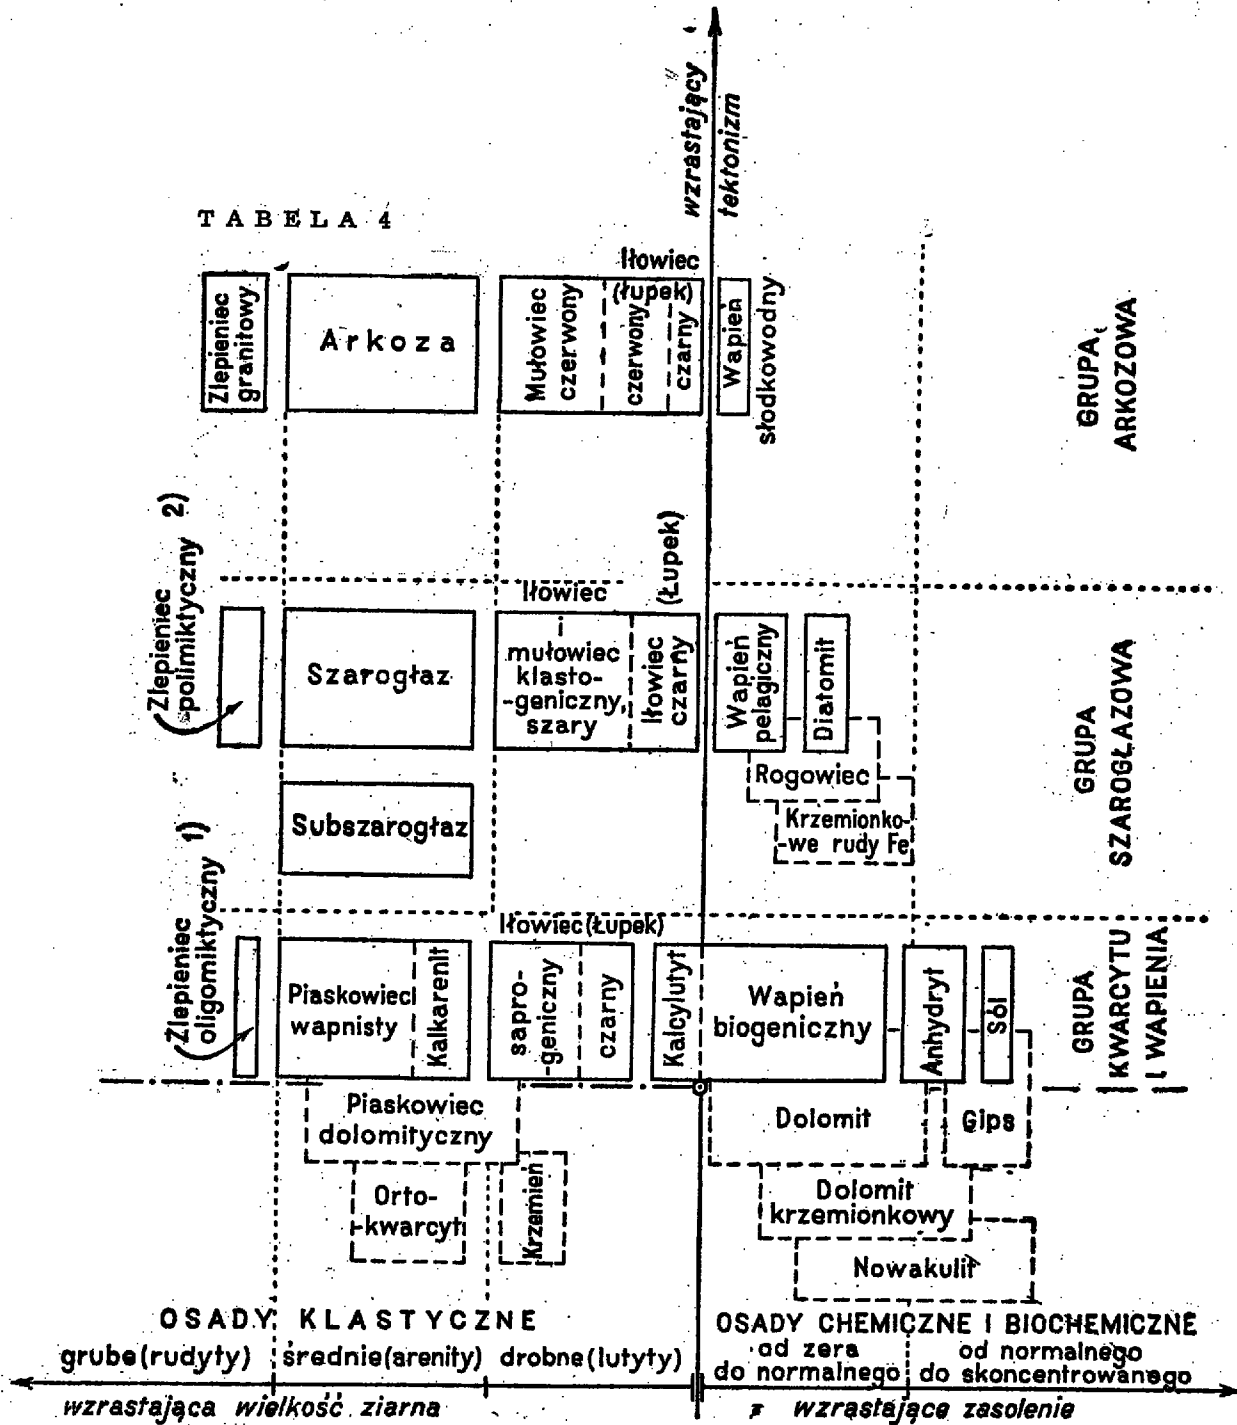 wzrastający
tektonizm
TABELA 4
Zlepieniec
granitowy
Arkoza
Iłowiec
(łupek)
Mułowiec
czerwony
czerwony
czarny
Wapień
słodkowodny
GRUPA
ARKOZOWA
Zlepieniec
polimiktyczny 2)
Szarogłaz
Iłowiec
i
mułowiec
klasto-
-geniczny,
szary
(Łupek)
Iłowiec
czarny
Wapień
pelagiczny
Diatomit
Rogowiec
Krzemionko-
-we rudy Fe
GRUPA
SZAROGŁAZOWA
Subszarogłaz
Zlepieniec
oligomiktyczny 1)
Piaskowiec
wapnisty
Kalkarenit
Iłowiec (Łupek)
sapro-
-geniczny
czarny
Kalcylutyt
Wapień
biogeniczny
Anhydryt
Sól
GRUPA
KWARCYTU
I WAPIENIA
Piaskowiec
dolomityczny
Orto-
-kwarcyt
Krzemień
Dolomit
Gips
Dolomit
krzemionkowy
Nowakulit
OSADY KLASTYCZNE
grube (rudyty)
średnie (arenity)
drobne (lutyty)
wzrastająca wielkość ziarna
OSADY CHEMICZNE I BIOCHEMICZNE
od zera
do normalnego
od normalnego
do skoncentrowanego
wzrastające zasolenie